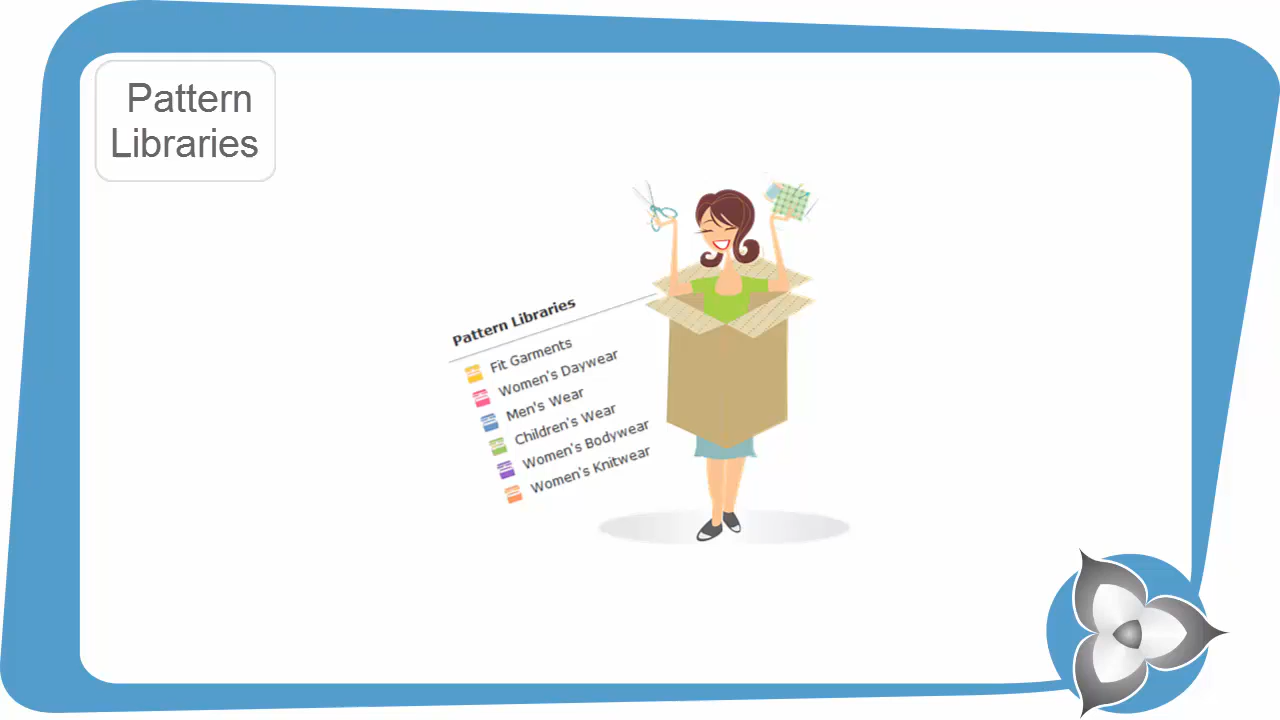 Pattern
Libraries
Pattern Libraries
Fit Garments
Women's Daywear
Men's Wear
Children's Wear
Women's Bodywear
Women's Knitwear